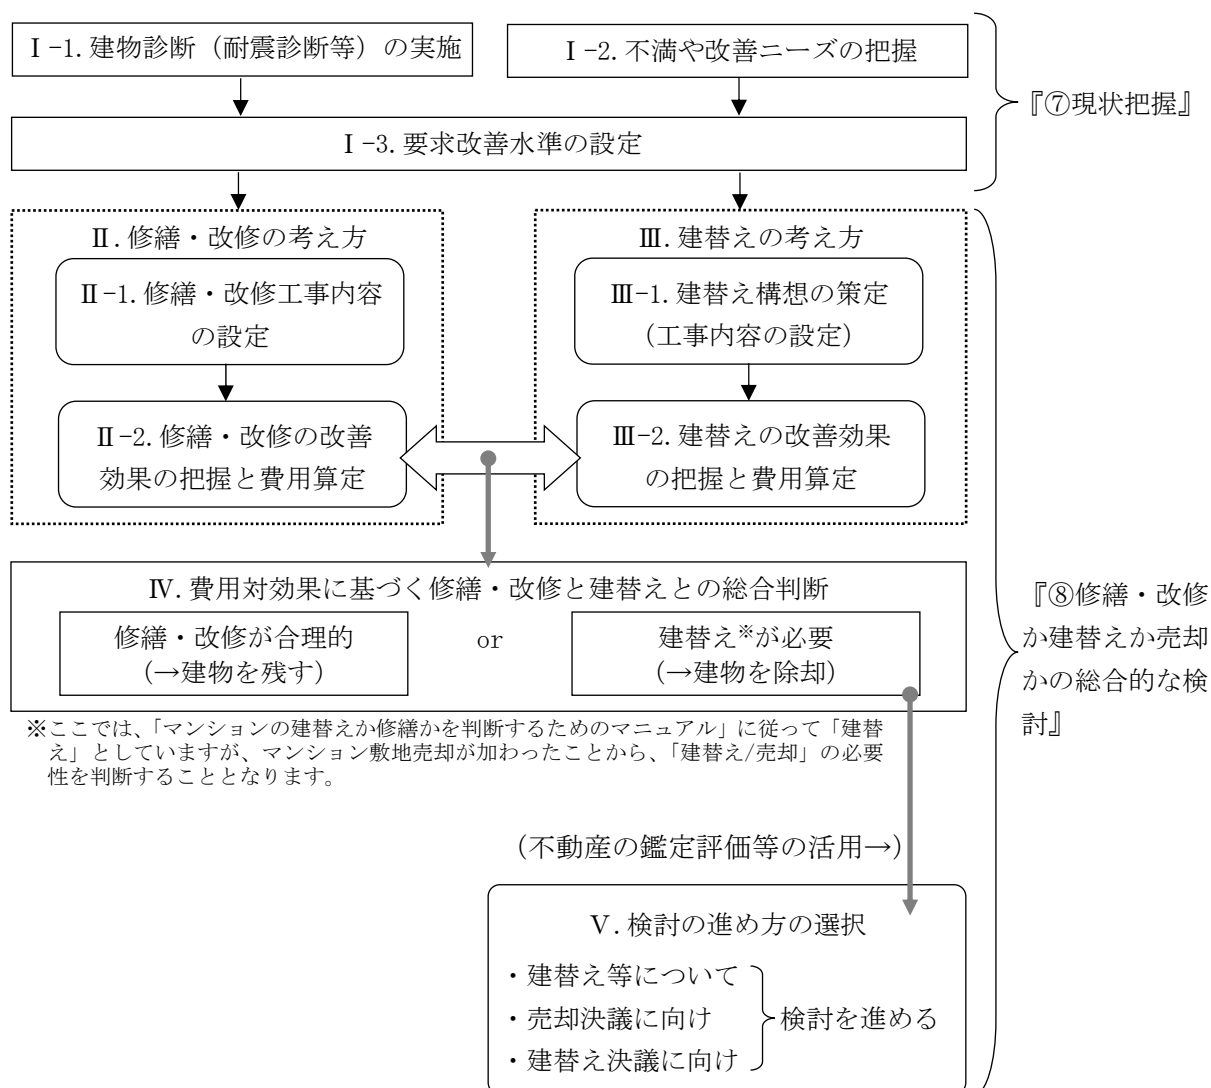 Ⅰ-1.建物診断（耐震診断等）の実施
Ⅰ-2.不満や改善ニーズの把握
『⑦現状把握』
Ⅰ-3.要求改善水準の設定
Ⅱ.修繕・改修の考え方
Ⅱ-1.修繕・改修工事内容
の設定
Ⅱ-2.修繕・改修の改善
効果の把握と費用算定
Ⅲ.建替えの考え方
Ⅲ-1.建替え構想の策定
（工事内容の設定）
Ⅲ-2.建替えの改善効果
の把握と費用算定
Ⅳ.費用対効果に基づく修繕・改修と建替えとの総合判断
修繕・改修が合理的
（→建物を残す）
or
建替え※が必要
（→建物を除却）
『⑧修繕・改修
か建替えか売却
かの総合的な検
討』
※ここでは、「マンションの建替えか修繕かを判断するためのマニュアル」に従って「建替
え」としていますが、マンション敷地売却が加わったことから、「建替え/売却」の必要
性を判断することとなります。
（不動産の鑑定評価等の活用→）
Ⅴ.検討の進め方の選択
・建替え等について
・売却決議に向け
・建替え決議に向け
検討を進める